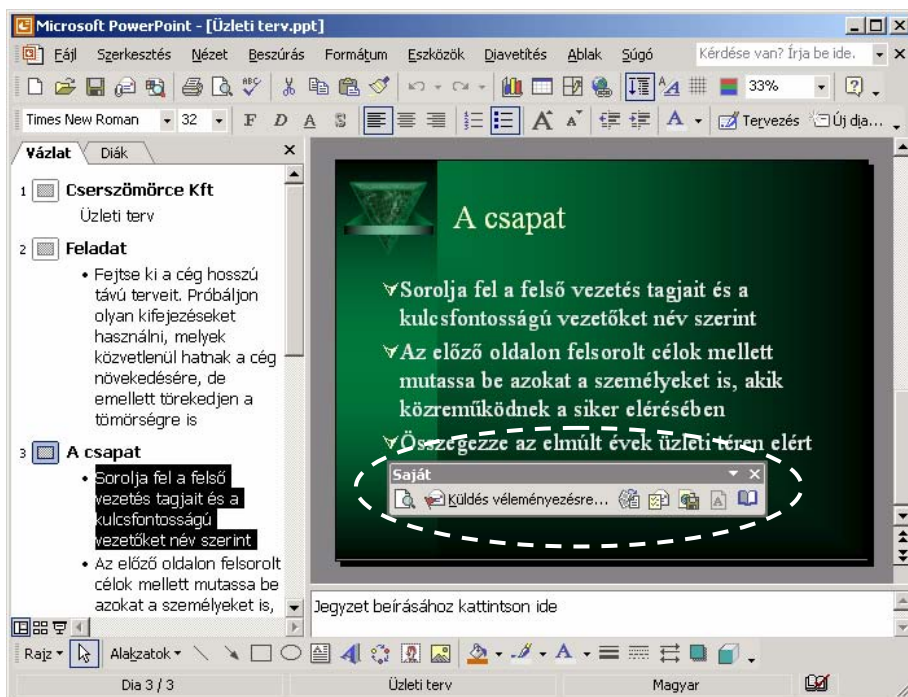 Microsoft PowerPoint - [Üzleti terv.ppt]
Fájl Szerkesztés Nézet Beszúrás Formátum Eszközök Diavetítés Ablak Súgó Kérdése van? Írja be ide.
33%
Times New Roman 32 F D A S A A A Tervezés Új dia...
Vázlat Diák
1 Cserszömörce Kft
Üzleti terv
2 Feladat
• Fejtse ki a cég hosszú
távú terveit. Próbáljon
olyan kifejezéseket
használni, melyek
közvetlenül hatnak a cég
növekedésére, de
emellett törekedjen a
tömörségre is
3 A csapat
• Sorolja fel a felső
vezetés tagjait és a
kulcsfontosságú
vezetőket név szerint
• Az előző oldalon felsorolt
célok mellett mutassa be
azokat a személyeket is,
A csapat
Sorolja fel a felső vezetés tagjait és a
kulcsfontosságú vezetőket név szerint
Az előző oldalon felsorolt célok mellett
mutassa be azokat a személyeket is, akik
közreműködnek a siker elérésében
Összegezze az elmúlt évek üzleti téren elért
Saját
Küldés véleményezésre...
Jegyzet beírásához kattintson ide
Rajz Alakzatok
Dia 3 / 3 Üzleti terv Magyar